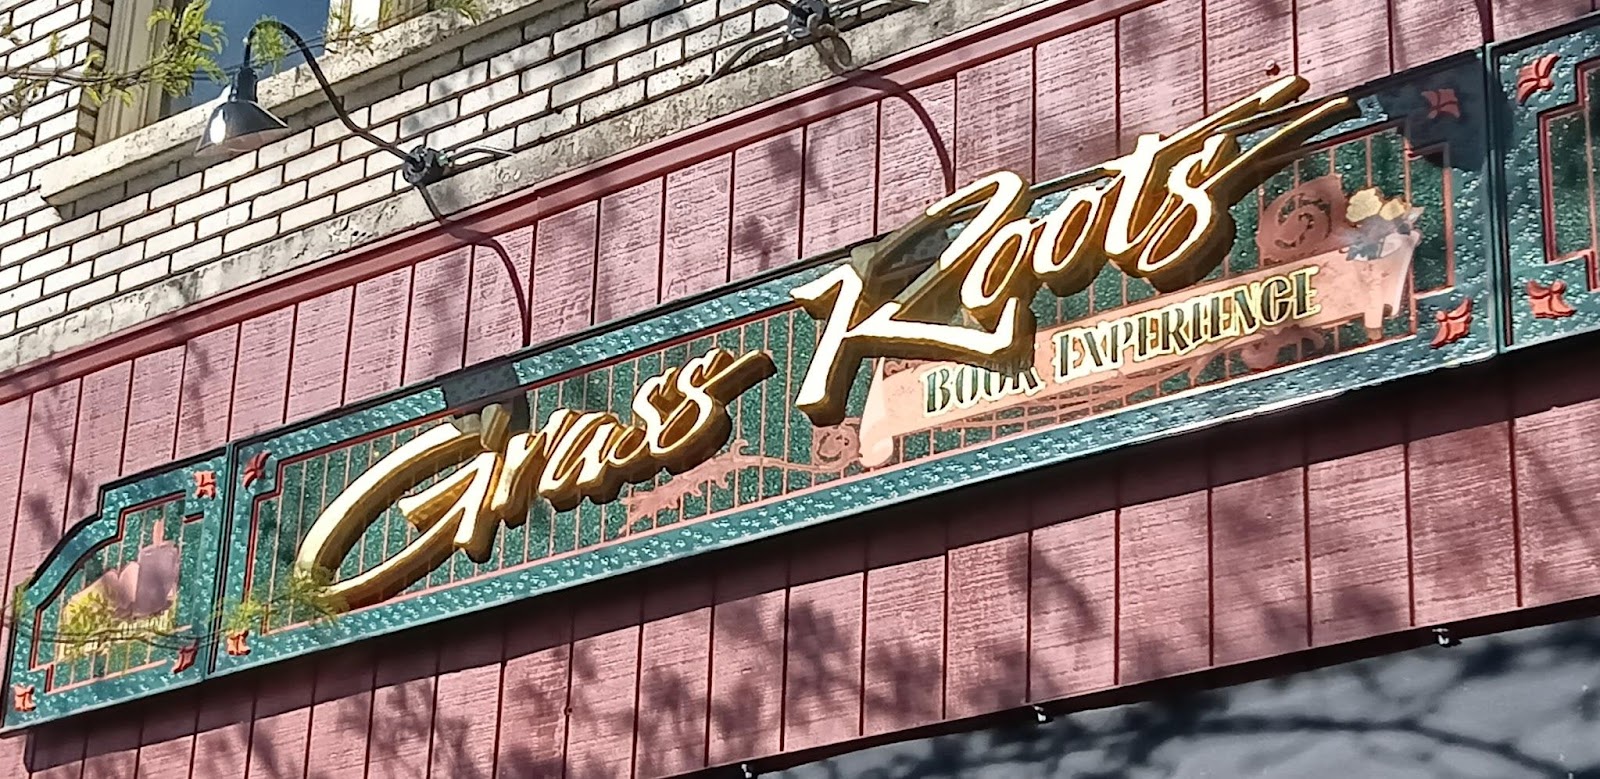 Grass Roots
BOOK EXPERIENCE